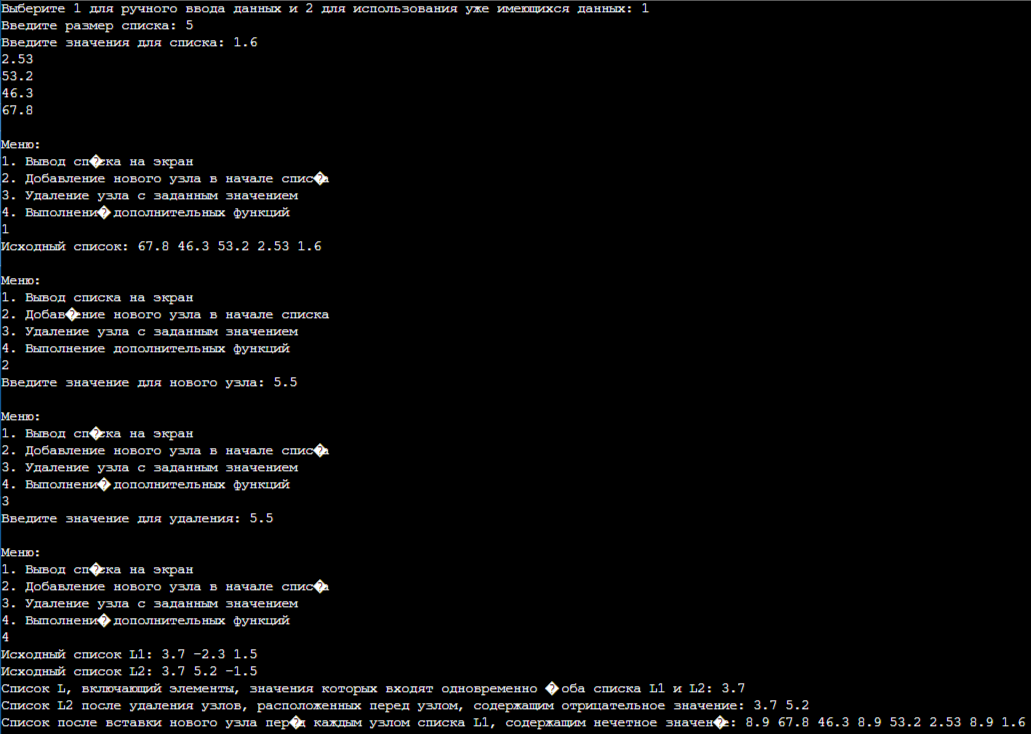 Выберите 1 для ручного ввода данных и 2 для использования уже имеющихся данных: 1
Введите размер списка: 5
Введите значения для списка: 1.6
2.53
53.2
46.3
67.8
Меню:
1. Вывод сп�ска на экран
2. Добавление нового узла в начале спис�а
3. Удаление узла с заданным значением
4. Выполнени� дополнительных функций
1
Исходный список: 67.8 46.3 53.2 2.53 1.6
Меню:
1. Вывод списка на экран
2. Добав�ение нового узла в начале списка
3. Удаление узла с заданным значением
4. Выполнение дополнительных функций
2
Введите значение для нового узла: 5.5
Меню:
1. Вывод сп�ска на экран
2. Добавление нового узла в начале спис�а
3. Удаление узла с заданным значением
4. Выполнени� дополнительных функций
3
Введите значение для удаления: 5.5
Меню:
1. Вывод сп�ска на экран
2. Добавление нового узла в начале спис�а
3. Удаление узла с заданным значением
4. Выполнени� дополнительных функций
4
Исходный список L1: 3.7 -2.3 1.5
Исходный список L2: 3.7 5.2 -1.5
Список L, включающий элементы, значения которых входят одновременно � оба списка L1 и L2: 3.7
Список L2 после удаления узлов, расположенных перед узлом, содержащим отрицательное значение: 3.7 5.2
Список после вставки нового узла пер�д каждым узлом списка L1, содержащим нечетное значен�е: 8.9 67.8 46.3 8.9 53.2 2.53 8.9 1.6